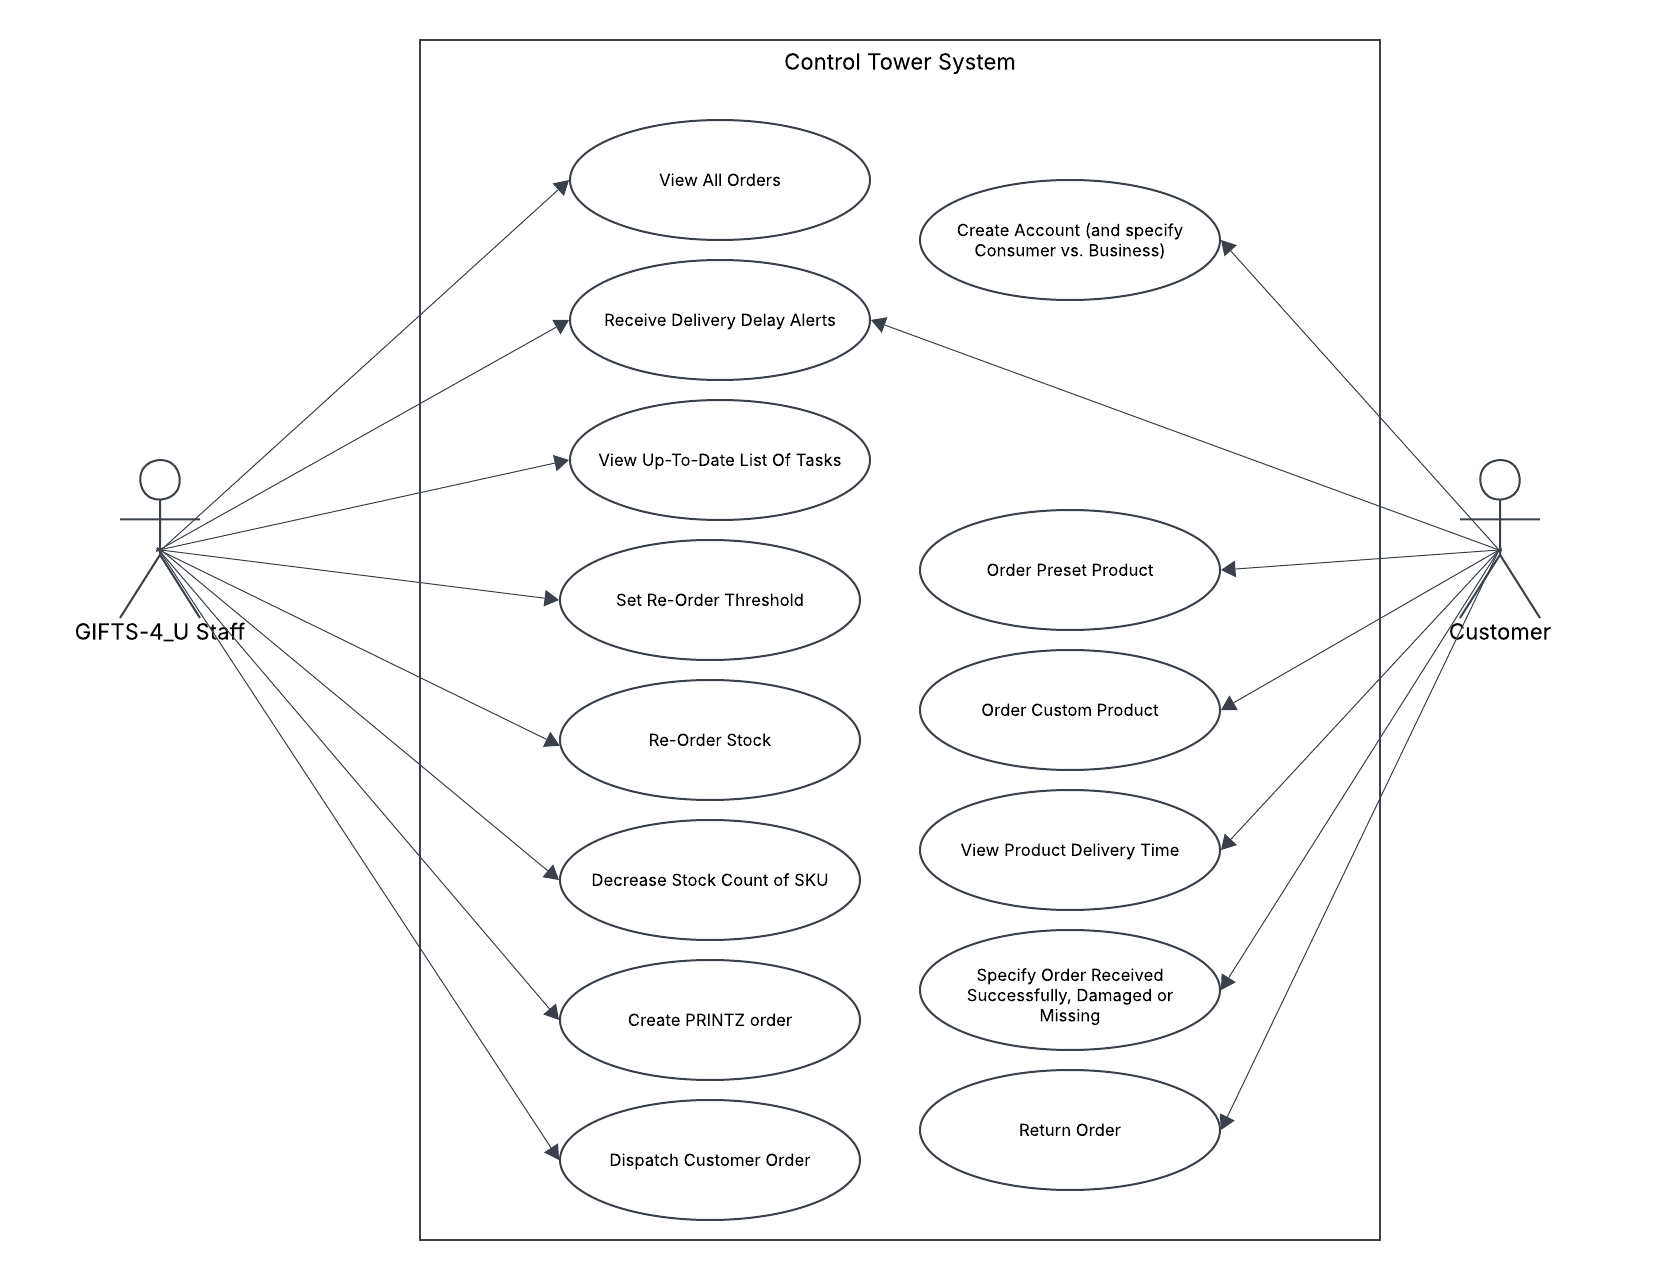 Control Tower System
View All Orders
Create Account (and specify
Consumer vs. Business)
Receive Delivery Delay Alerts
View Up-To-Date List Of Tasks
Order Preset Product
Set Re-Order Threshold
GIFTS-4_U Staff
Customer
Order Custom Product
Re-Order Stock
View Product Delivery Time
Decrease Stock Count of SKU
Specify Order Received
Successfully, Damaged or
Missing
Create PRINTZ order
Return Order
Dispatch Customer Order